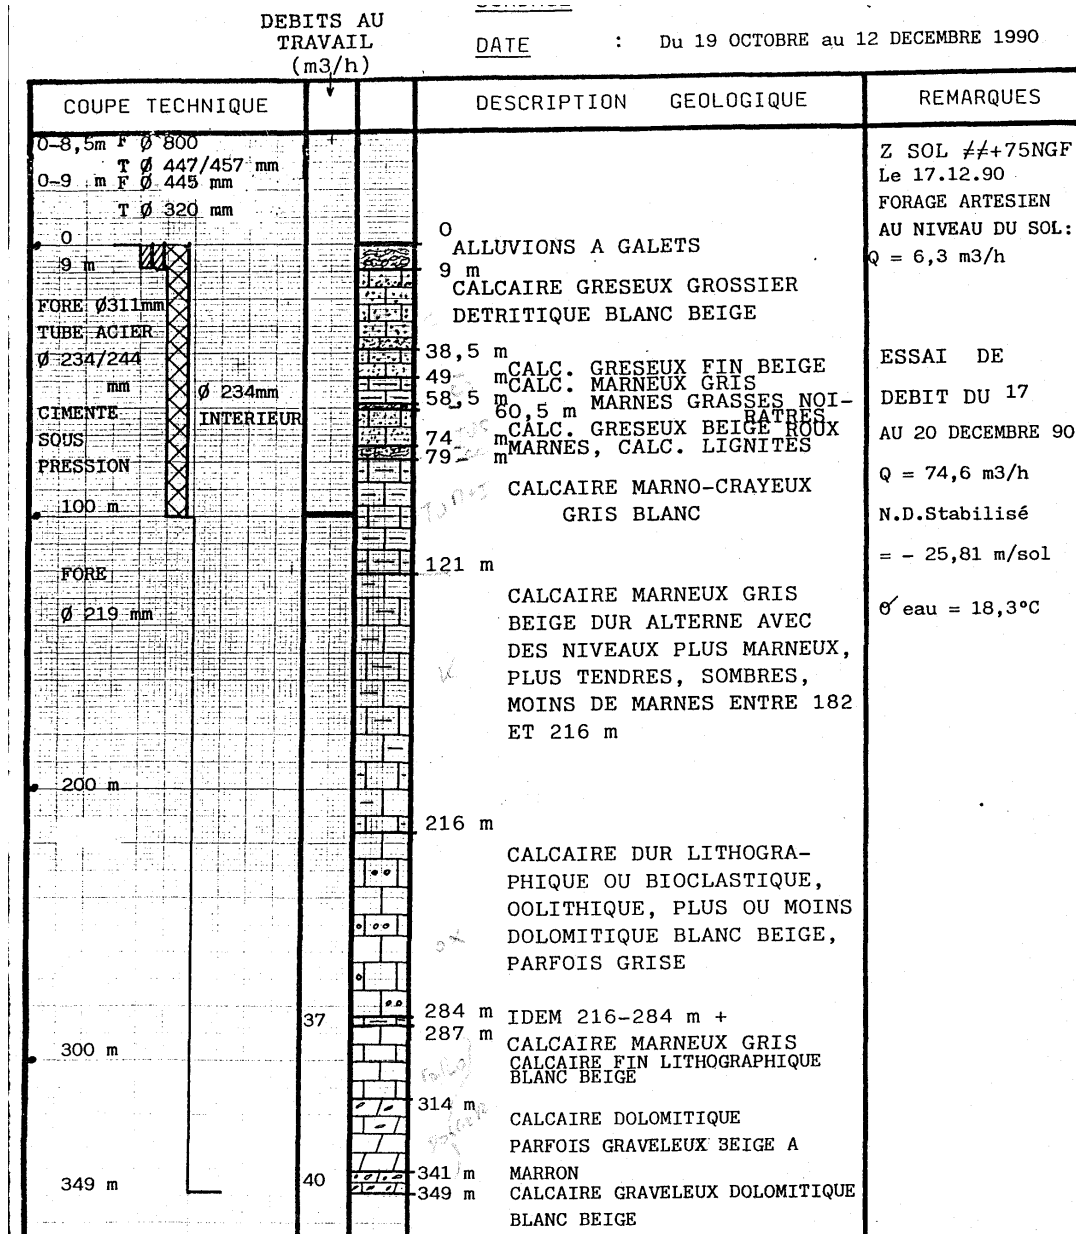 DEBITS AU
TRAVAIL
(m3/h)
SONDAGE
DATE : Du 19 OCTOBRE au 12 DECEMBRE 1990
COUPE TECHNIQUE
DESCRIPTION GEOLOGIQUE
REMARQUES
0-8,5m F Ø 800
T Ø 447/457 mm
0-9 m F Ø 445 mm
T Ø 320 mm
0
9 m
FORE Ø311mm
TUBE ACIER
Ø 234/244
mm
Ø 234mm
INTERIEUR
CIMENTE
SOUS
PRESSION
100 m
FORE
Ø 219 mm
200 m
300 m
349 m
37
40
0
ALLUVIONS A GALETS
9 m
CALCAIRE GRESEUX GROSSIER
DETRITIQUE BLANC BEIGE
38,5 m
CALC. GRESEUX FIN BEIGE
49 m
CALC. MARNEUX GRIS
58,5 m
MARNES GRASSES NOI-
RATRES
60,5 m
CALC. GRESEUX BEIGE ROUX
74 m
MARNES, CALC. LIGNITES
79 m
CALCAIRE MARNO-CRAYEUX
GRIS BLANC
121 m
CALCAIRE MARNEUX GRIS
BEIGE DUR ALTERNE AVEC
DES NIVEAUX PLUS MARNEUX,
PLUS TENDRES, SOMBRES,
MOINS DE MARNES ENTRE 182
ET 216 m
216 m
CALCAIRE DUR LITHOGRA-
PHIQUE OU BIOCLASTIQUE,
OOLITHIQUE, PLUS OU MOINS
DOLOMITIQUE BLANC BEIGE,
PARFOIS GRISE
284 m
IDEM 216-284 m +
287 m
CALCAIRE MARNEUX GRIS
CALCAIRE FIN LITHOGRAPHIQUE
BLANC BEIGE
314 m
CALCAIRE DOLOMITIQUE
PARFOIS GRAVELEUX BEIGE A
341 m
MARRON
349 m
CALCAIRE GRAVELEUX DOLOMITIQUE
BLANC BEIGE
Z SOL ≠≠+75NGF
Le 17.12.90
FORAGE ARTESIEN
AU NIVEAU DU SOL:
Q = 6,3 m3/h
ESSAI DE
DEBIT DU 17
AU 20 DECEMBRE 90
Q = 74,6 m3/h
N.D.Stabilisé
= - 25,81 m/sol
θ eau = 18,3°C